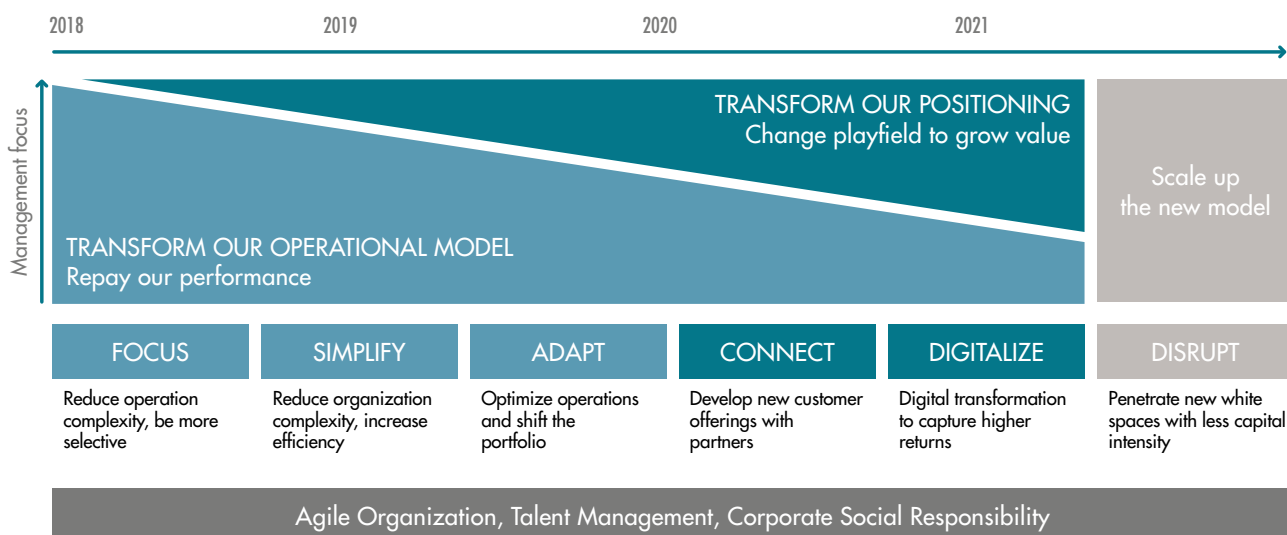 2018
2019
2020
2021
Management focus
TRANSFORM OUR POSITIONING
Change playfield to grow value
TRANSFORM OUR OPERATIONAL MODEL
Repay our performance
Scale up
the new model
FOCUS
Reduce operation
complexity, be more
selective
SIMPLIFY
Reduce organization
complexity, increase
efficiency
ADAPT
Optimize operations
and shift the
portfolio
CONNECT
Develop new customer
offerings with
partners
DIGITALIZE
Digital transformation
to capture higher
returns
DISRUPT
Penetrate new white
spaces with less capital
intensity
Agile Organization, Talent Management, Corporate Social Responsibility